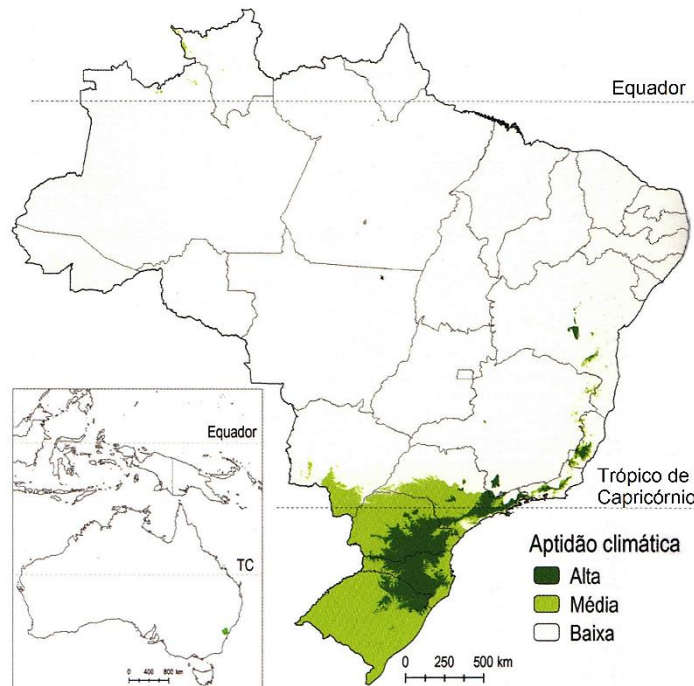 Equador
Trópico de
Capricórnio
Aptidão climática
Alta
Média
Baixa
0 250 500 km
Equador
TC
0 400 800 km